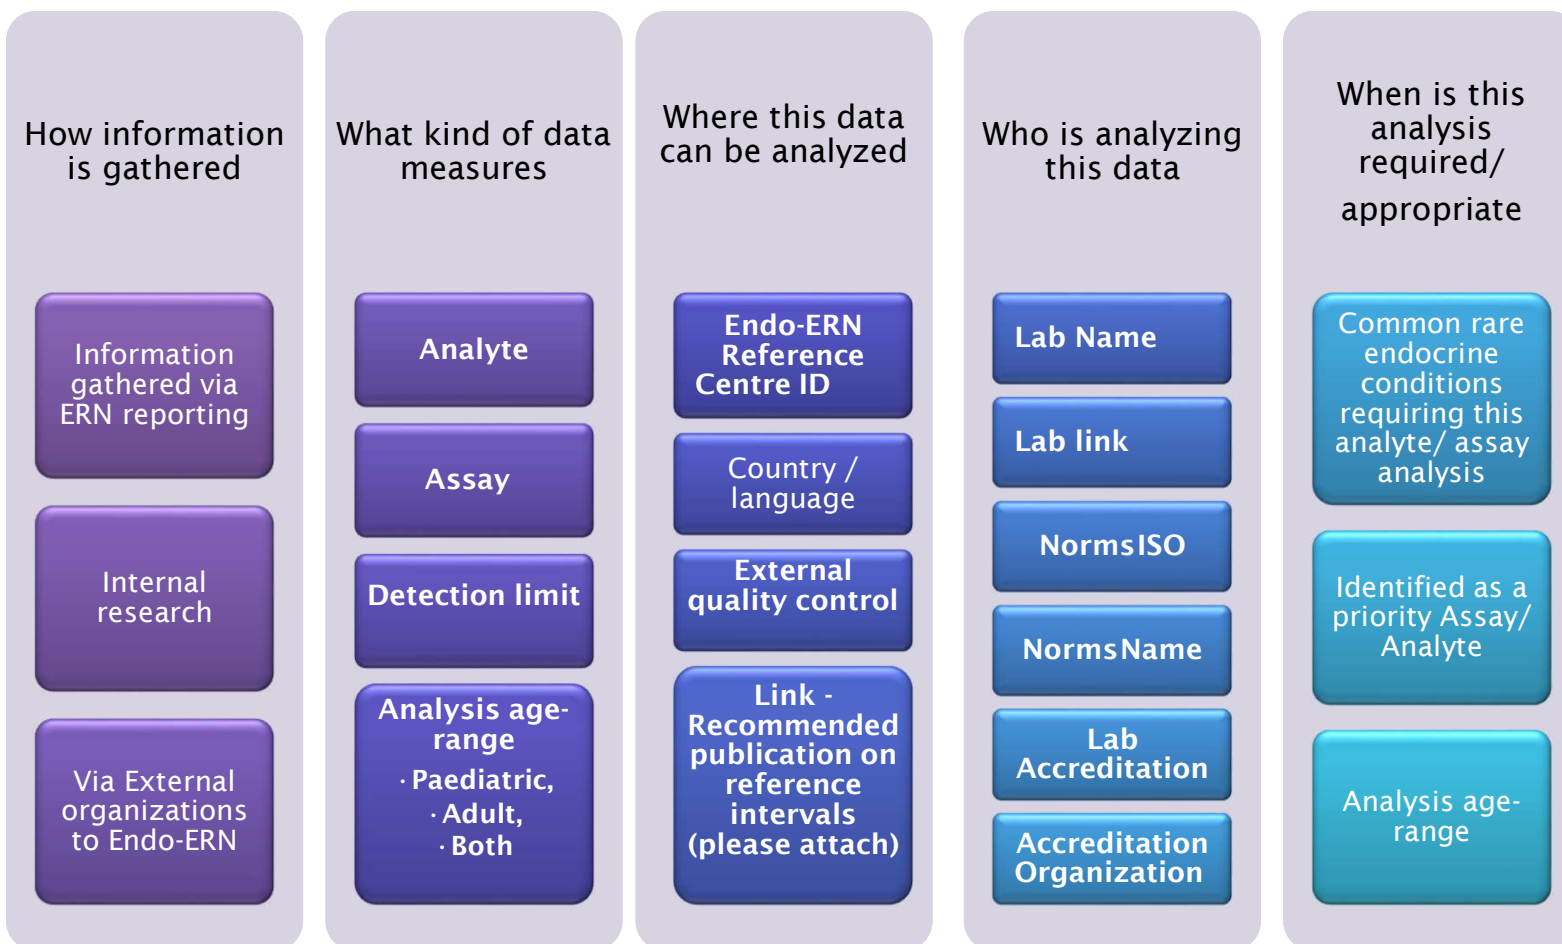 How information
is gathered
Information
gathered via
ERN reporting
Internal
research
Via External
organizations
to Endo-ERN
What kind of data
measures
Analyte
Assay
Detection limit
Analysis age-
range
· Paediatric,
· Adult,
· Both
Where this data
can be analyzed
Endo-ERN
Reference
Centre ID
Country /
language
External
quality control
Link -
Recommended
publication on
reference
intervals
(please attach)
Who is analyzing
this data
Lab Name
Lab link
Norms ISO
Norms Name
Lab
Accreditation
Accreditation
Organization
When is this
analysis
required/
appropriate
Common rare
endocrine
conditions
requiring this
analyte/ assay
analysis
Identified as a
priority Assay/
Analyte
Analysis age-
range